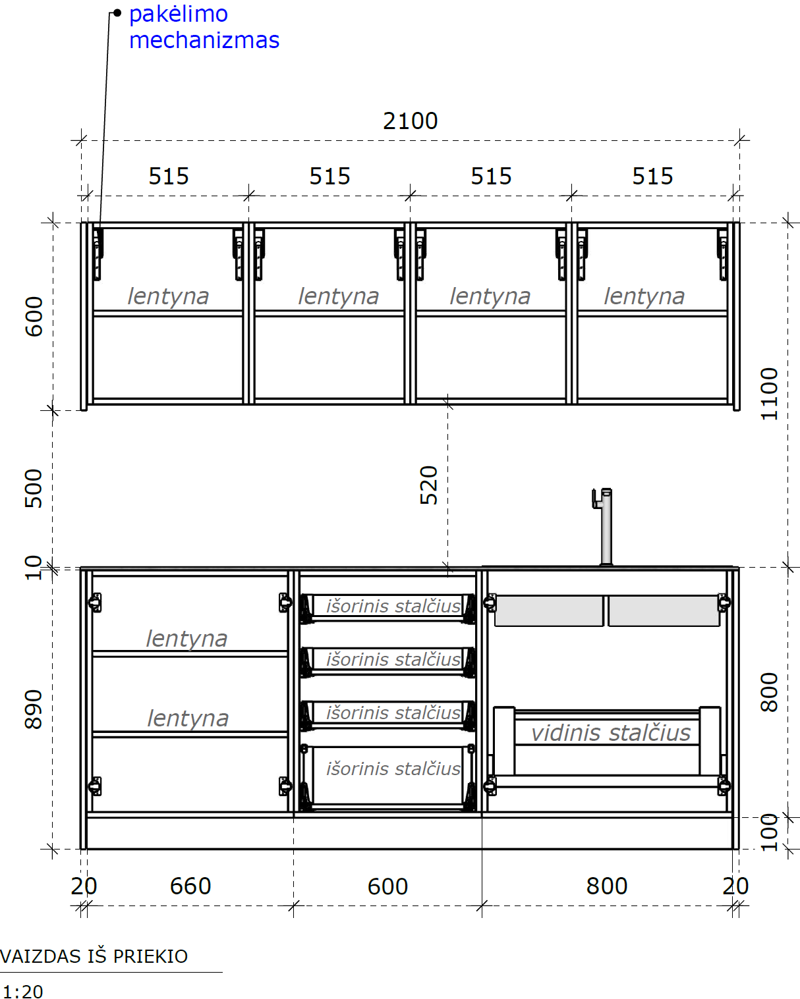 pakėlimo
mechanizmas
2100
515 515 515 515
lentyna lentyna lentyna lentyna
600
1100
500
520
10
išorinis stalčius
lentyna
išorinis stalčius
890
800
lentyna
išorinis stalčius
vidinis stalčius
išorinis stalčius
100
20 660 600 800 20
VAIZDAS IŠ PRIEKIO
1:20